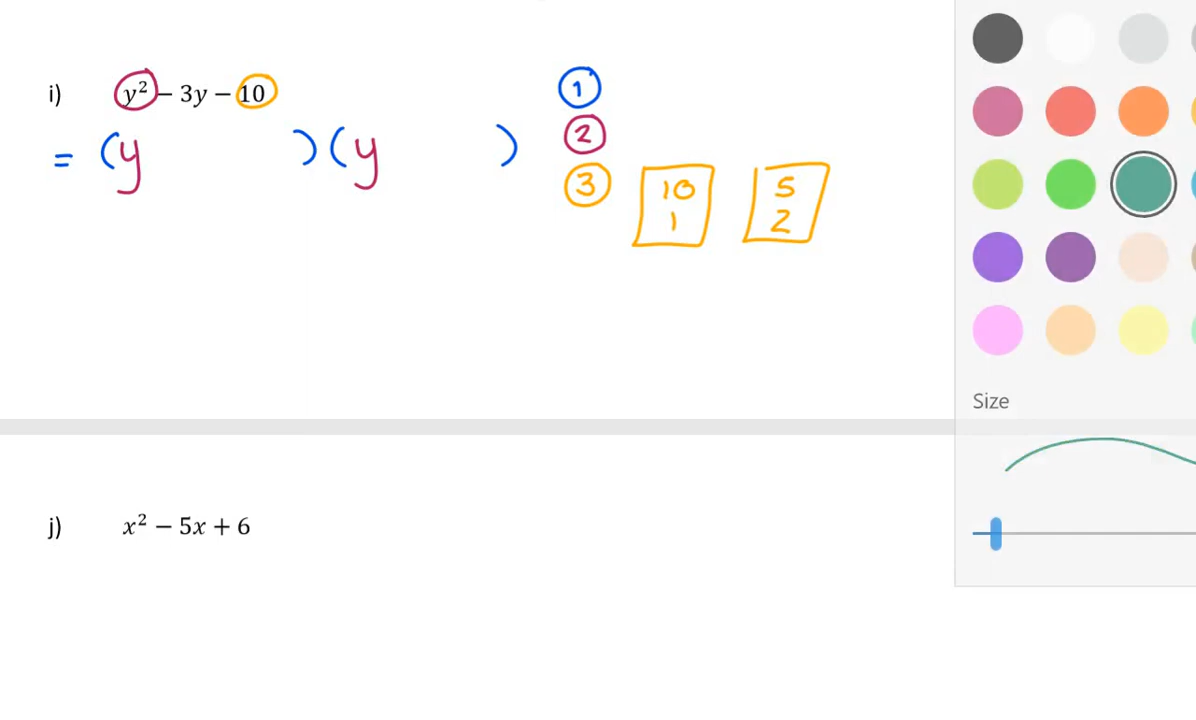 i) y² – 3y – 10 ①
= (y )(y ) ②
③ 10 5
1 2
Size
j) x² − 5x + 6